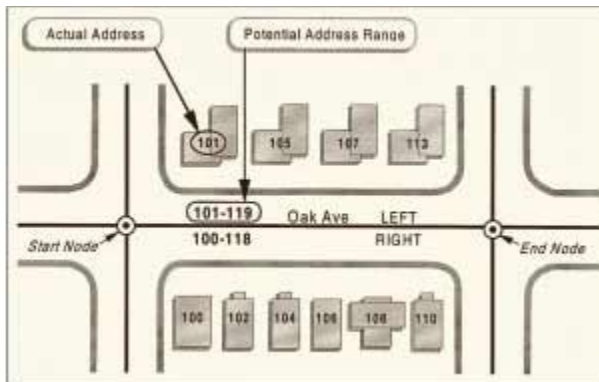 Actual Address
Potential Address Range
101
105
107
113
101-119
Oak Ave
LEFT
Start Node
100-118
RIGHT
End Node
100
102
104
106
108
110